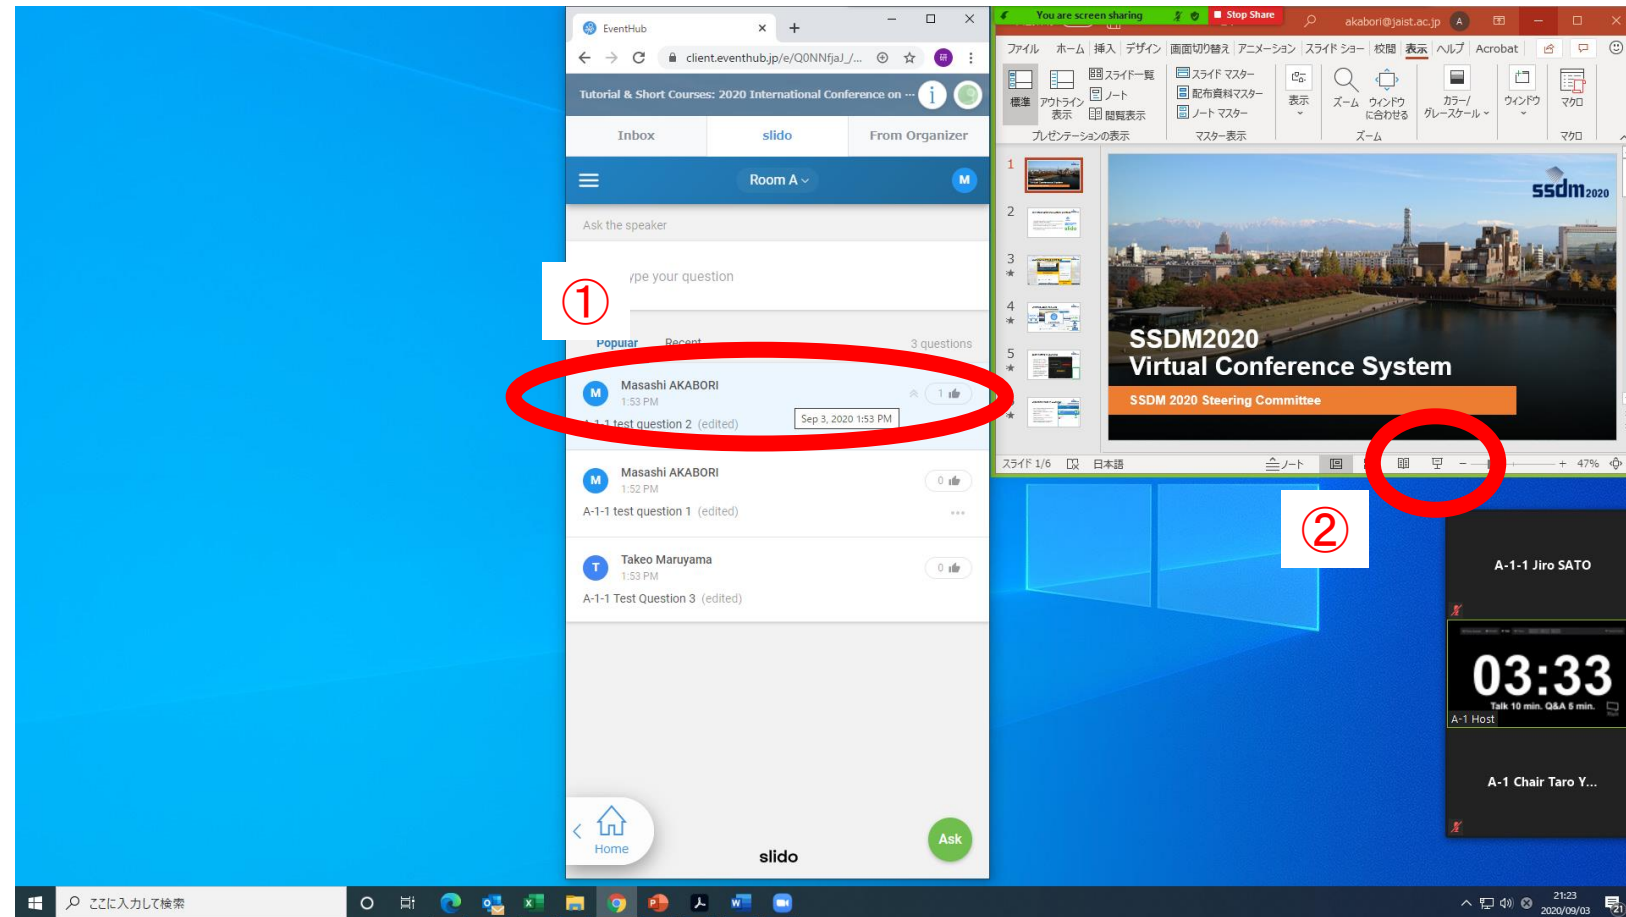 EventHub
client.eventhub.jp/e/Q0NNfjaJ_/...
研
Tutorial & Short Courses: 2020 International Conference on ...
Inbox
slido
From Organizer
Room A
M
Ask the speaker
ype your question
①
Popular
Recent
3 questions
M
Masashi AKABORI
1:53 PM
1
A-1-1 test question 2 (edited)
Sep 3, 2020 1:53 PM
M
Masashi AKABORI
1:52 PM
0
A-1-1 test question 1 (edited)
T
Takeo Maruyama
1:53 PM
0
A-1-1 Test Question 3 (edited)
Home
slido
Ask
You are screen sharing
Stop Share
akabori@jaist.ac.jp
A
ファイル ホーム 挿入 デザイン 画面切り替え アニメーション スライド ショー 校閲 表示 ヘルプ Acrobat
標準
アウトライン
表示
スライド一覧
ノート
閲覧表示
プレゼンテーションの表示
スライド マスター
配布資料マスター
ノート マスター
マスター表示
表示
ズーム
ウィンドウ
に合わせる
ズーム
カラー/
グレースケール
ウィンドウ
マクロ
マクロ
1
2
3
4
5
ssdm2020
SSDM2020
Virtual Conference System
SSDM 2020 Steering Committee
スライド 1/6
日本語
ノート
47%
②
A-1-1 Jiro SATO
03:33
Talk 10 min. Q&A 5 min.
A-1 Host
A-1 Chair Taro Y...
ここに入力して検索
21:23
2020/09/03
21